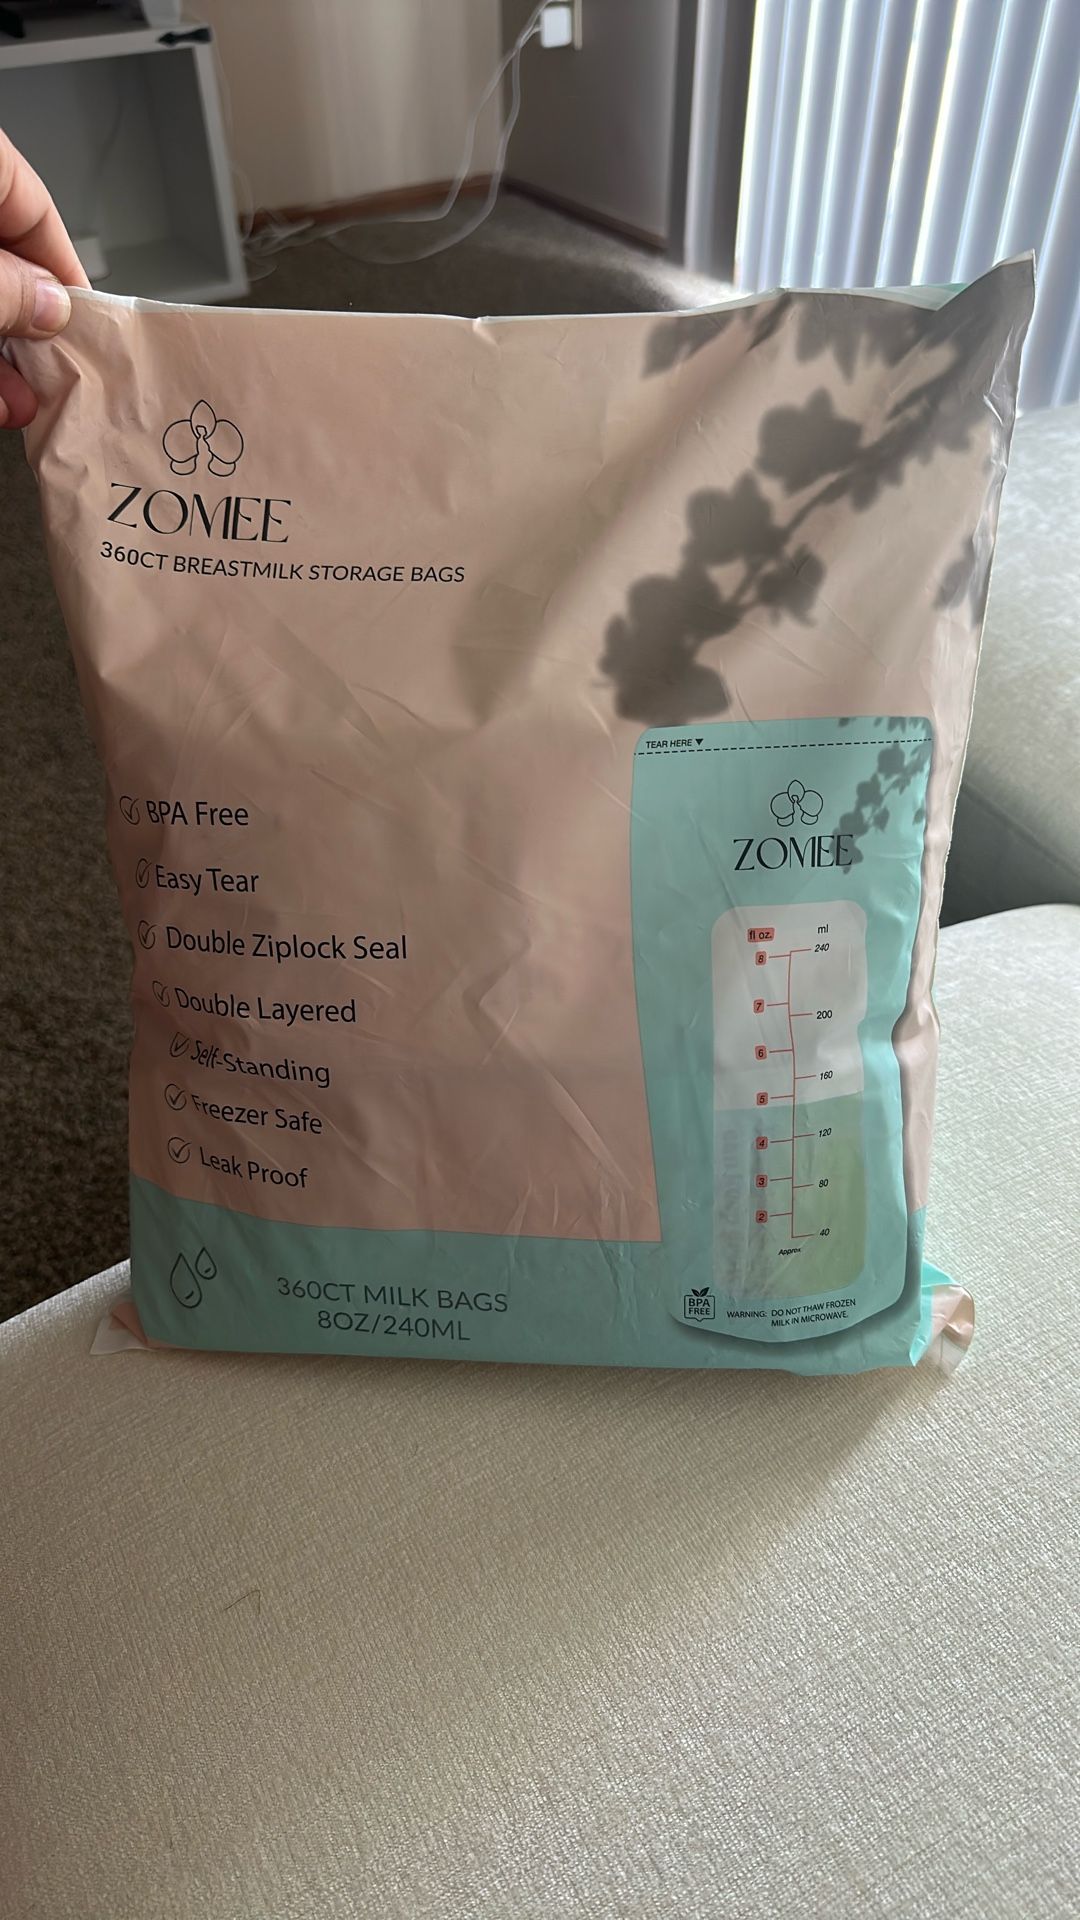 ZOMEE
360CT BREASTMILK STORAGE BAGS
BPA Free
Easy Tear
Double Ziplock Seal
Double Layered
Self-Standing
Freezer Safe
Leak Proof
360CT MILK BAGS
8OZ/240ML
TEAR HERE
ZOMEE
fl oz. ml
8 240
7 200
6 160
5
4 120
3 80
2 40
Approx
BPA
FREE
WARNING: DO NOT THAW FROZEN
MILK IN MICROWAVE.